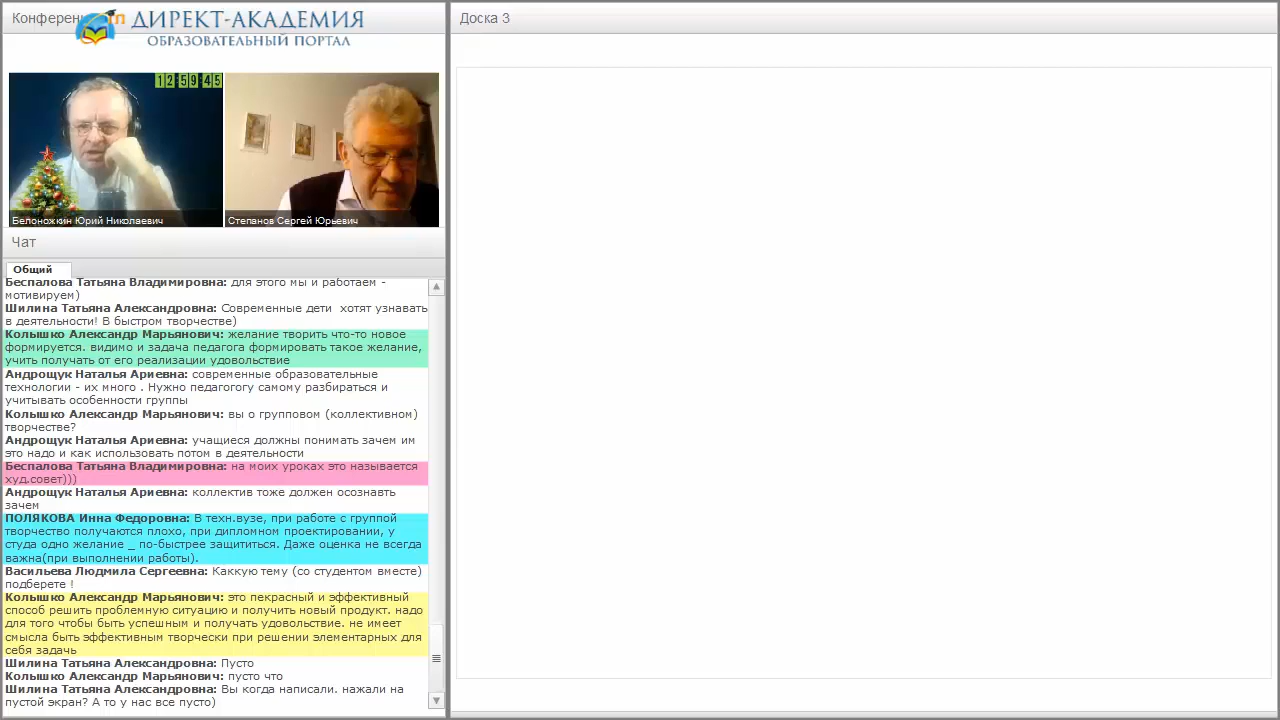 Конферен
ДИРЕКТ-АКАДЕМИЯ
ОБРАЗОВАТЕЛЬНЫЙ ПОРТАЛ
Доска 3
12:59:45
Белоножкин Юрий Николаевич
Степанов Сергей Юрьевич
Чат
Общий
Беспалова Татьяна Владимировна: для этого мы и работаем -
мотивируем)
Шилина Татьяна Александровна: Современные дети хотят узнавать
в деятельности! В быстром творчестве)
Колышко Александр Марьянович: желание творить что-то новое
формируется. видимо и задача педагога формировать такое желание,
учить получать от его реализации удовольствие
Андрощук Наталья Ариевна: современные образовательные
технологии - их много . Нужно педагогогу самому разбираться и
учитывать особенности группы
Колышко Александр Марьянович: вы о групповом (коллективном)
творчестве?
Андрощук Наталья Ариевна: учащиеся должны понимать зачем им
это надо и как использовать потом в деятельности
Беспалова Татьяна Владимировна: на моих уроках это называется
худ.совет)))
Андрощук Наталья Ариевна: коллектив тоже должен осознавть
зачем
ПОЛЯКОВА Инна Федоровна: В техн.вузе, при работе с группой
творчество получаются плохо, при дипломном проектировании, у
студа одно желание _ по-быстрее защититься. Даже оценка не всегда
важна(при выполнении работы).
Васильева Людмила Сергеевна: Каккую тему (со студентом вместе)
подберете !
Колышко Александр Марьянович: это пекрасный и эффективный
способ решить проблемную ситуацию и получить новый продукт. надо
для того чтобы быть успешным и получать удовольствие. не имеет
смысла быть эффективным творчески при решении элементарных для
себя задачь
Шилина Татьяна Александровна: Пусто
Колышко Александр Марьянович: пусто что
Шилина Татьяна Александровна: Вы когда написали. нажали на
пустой экран? А то у нас все пусто)